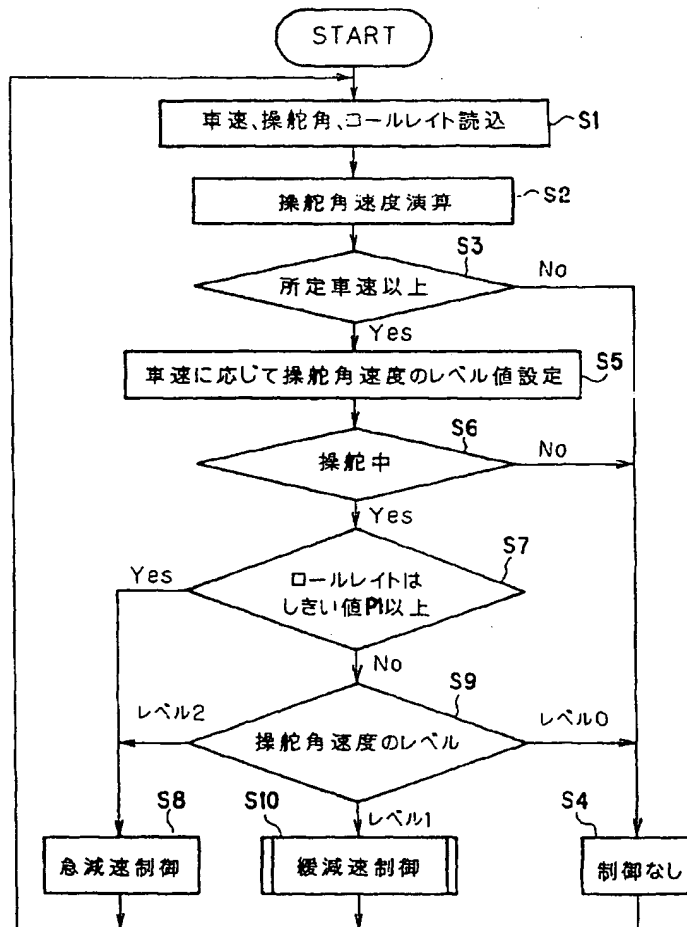 START
車速、操舵角、ロールレイト読込
S1
操舵角速度演算
S2
所定車速以上
S3
No
Yes
車速に応じて操舵角速度のレベル値設定
S5
操舵中
S6
No
Yes
ロールレイトは
しきい値P1以上
S7
Yes
No
操舵角速度のレベル
S9
レベル2
レベル0
レベル1
急減速制御
S8
緩減速制御
S10
制御なし
S4